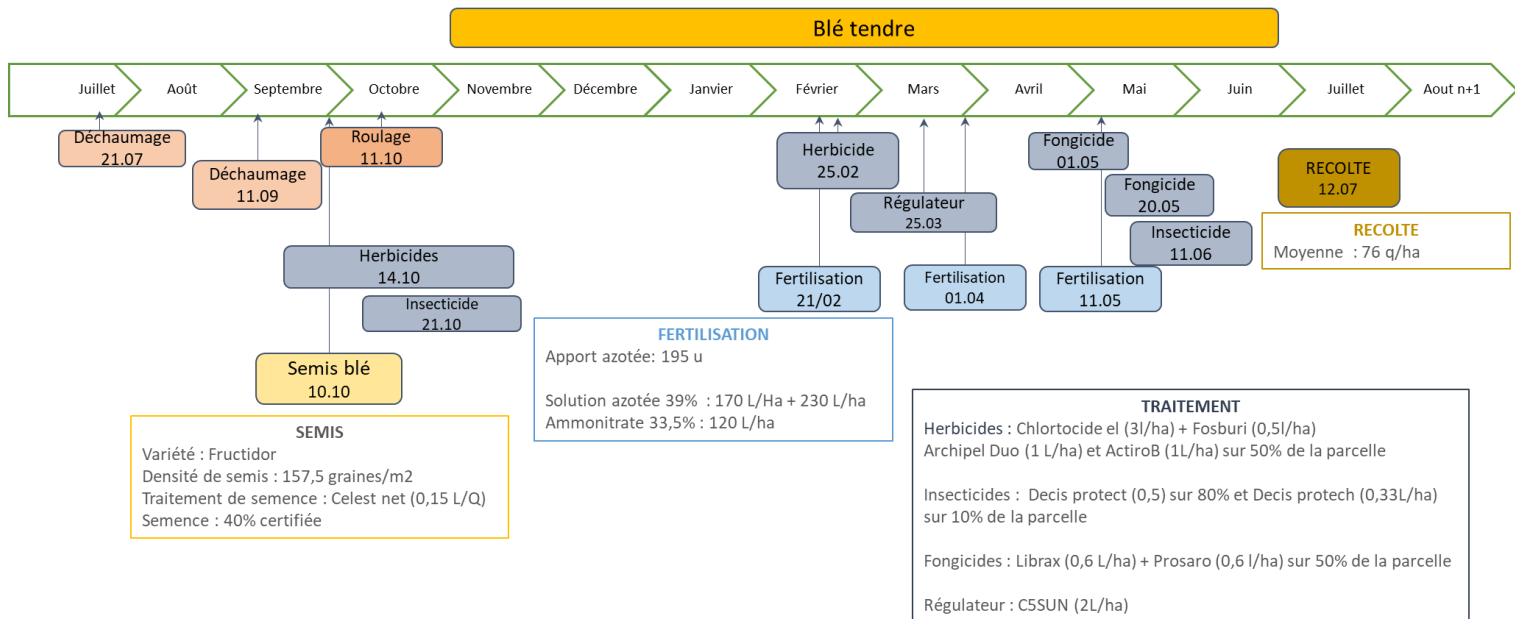 Blé tendre
Juillet
Août
Septembre
Octobre
Novembre
Décembre
Janvier
Février
Mars
Avril
Mai
Juin
Juillet
Aout n+1
Déchaumage
21.07
Déchaumage
11.09
Roulage
11.10
Herbicides
14.10
Insecticide
21.10
Semis blé
10.10
Herbicide
25.02
Régulateur
25.03
Fertilisation
21/02
Fertilisation
01.04
Fongicide
01.05
Fongicide
20.05
Insecticide
11.06
Fertilisation
11.05
RECOLTE
12.07
RECOLTE
Moyenne : 76 q/ha
FERTILISATION
Apport azotée: 195 u
Solution azotée 39% : 170 L/Ha + 230 L/ha
Ammonitrate 33,5% : 120 L/ha
SEMIS
Variété : Fructidor
Densité de semis : 157,5 graines/m2
Traitement de semence : Celest net (0,15 L/Q)
Semence : 40% certifiée
TRAITEMENT
Herbicides : Chlortocide el (3l/ha) + Fosburi (0,5l/ha)
Archipel Duo (1 L/ha) et ActiroB (1L/ha) sur 50% de la parcelle
Insecticides : Decis protect (0,5) sur 80% et Decis protech (0,33L/ha)
sur 10% de la parcelle
Fongicides : Librax (0,6 L/ha) + Prosaro (0,6 l/ha) sur 50% de la parcelle
Régulateur : C5SUN (2L/ha)